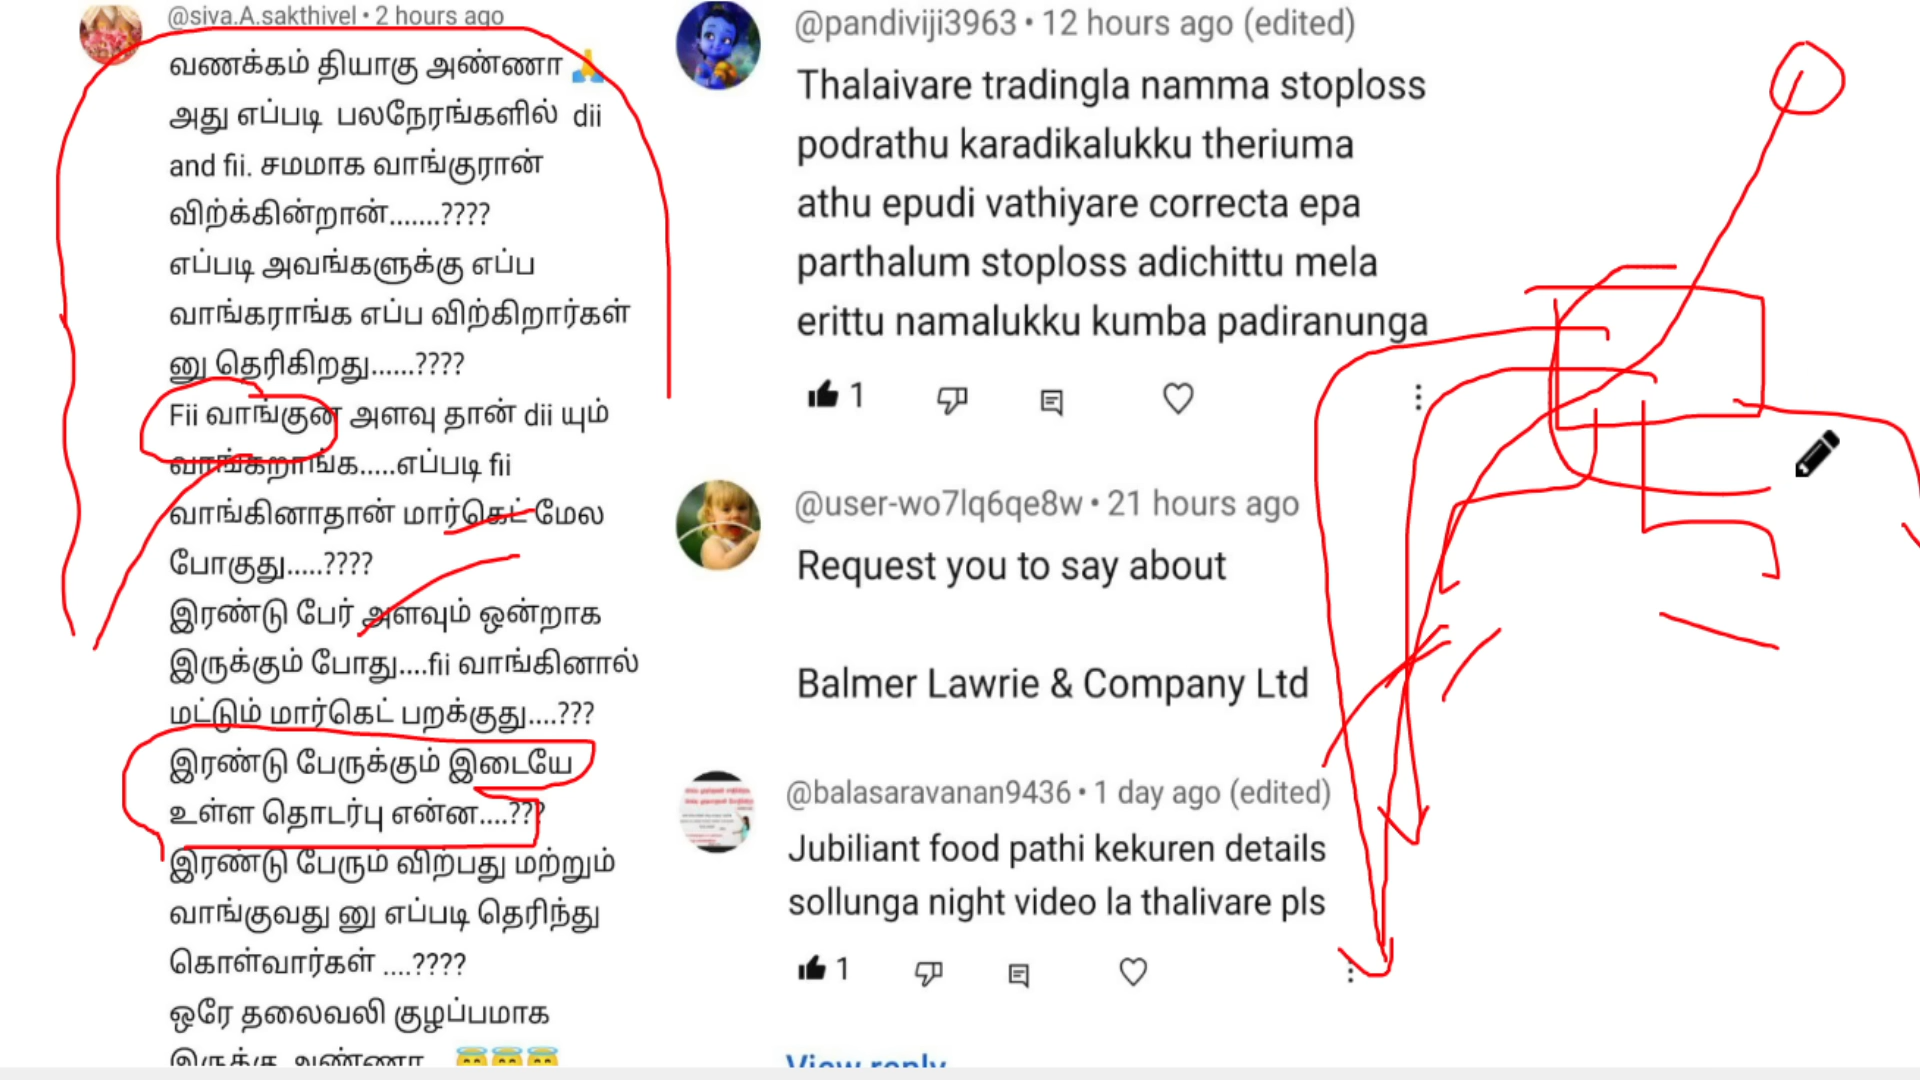 @siva.A.sakthivel • 2 hours ago
வணக்கம் தியாகு அண்ணா 🙏
அது எப்படி பலநேரங்களில் dii
and fii. சமமாக வாங்குரான்
விற்க்கின்றான்.......????
எப்படி அவங்களுக்கு எப்ப
வாங்கராங்க எப்ப விற்கிறார்கள்
னு தெரிகிறது......????
Fii வாங்குன அளவு தான் dii யும்
வாங்கறாங்க.....எப்படி fii
வாங்கினாதான் மார்கெட் மேல
போகுது.....????
இரண்டு பேர் அளவும் ஒன்றாக
இருக்கும் போது....fii வாங்கினால்
மட்டும் மார்கெட் பறக்குது....???
இரண்டு பேருக்கும் இடையே
உள்ள தொடர்பு என்ன....???
இரண்டு பேரும் விற்பது மற்றும்
வாங்குவது னு எப்படி தெரிந்து
கொள்வார்கள் ....????
ஒரே தலைவலி குழப்பமாக
இருக்கு அண்ணா 😇😇😇
@pandiviji3963 • 12 hours ago (edited)
Thalaivare tradingla namma stoploss
podrathu karadikalukku theriuma
athu epudi vathiyare correcta epa
parthalum stoploss adichittu mela
erittu namalukku kumba padiranunga
1
@user-wo7lq6qe8w • 21 hours ago
Request you to say about
Balmer Lawrie & Company Ltd
@balasaravanan9436 • 1 day ago (edited)
Jubiliant food pathi kekuren details
sollunga night video la thalivare pls
1
View reply